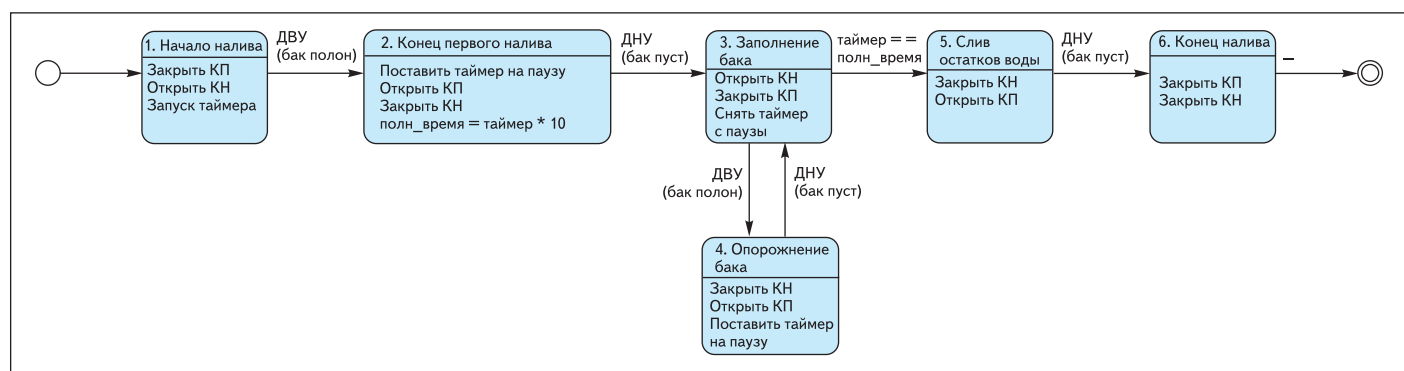 1. Начало налива
Закрыть КП
Открыть КН
Запуск таймера
ДВУ
(бак полон)
2. Конец первого налива
Поставить таймер на паузу
Открыть КП
Закрыть КН
полн_время = таймер * 10
ДНУ
(бак пуст)
3. Заполнение
бака
Открыть КН
Закрыть КП
Снять таймер
с паузы
таймер = =
полн_время
5. Слив
остатков воды
Закрыть КН
Открыть КП
ДНУ
(бак пуст)
6. Конец налива
Закрыть КП
Закрыть КН
–
ДВУ
(бак полон)
ДНУ
(бак пуст)
4. Опорожнение
бака
Закрыть КН
Открыть КП
Поставить таймер
на паузу